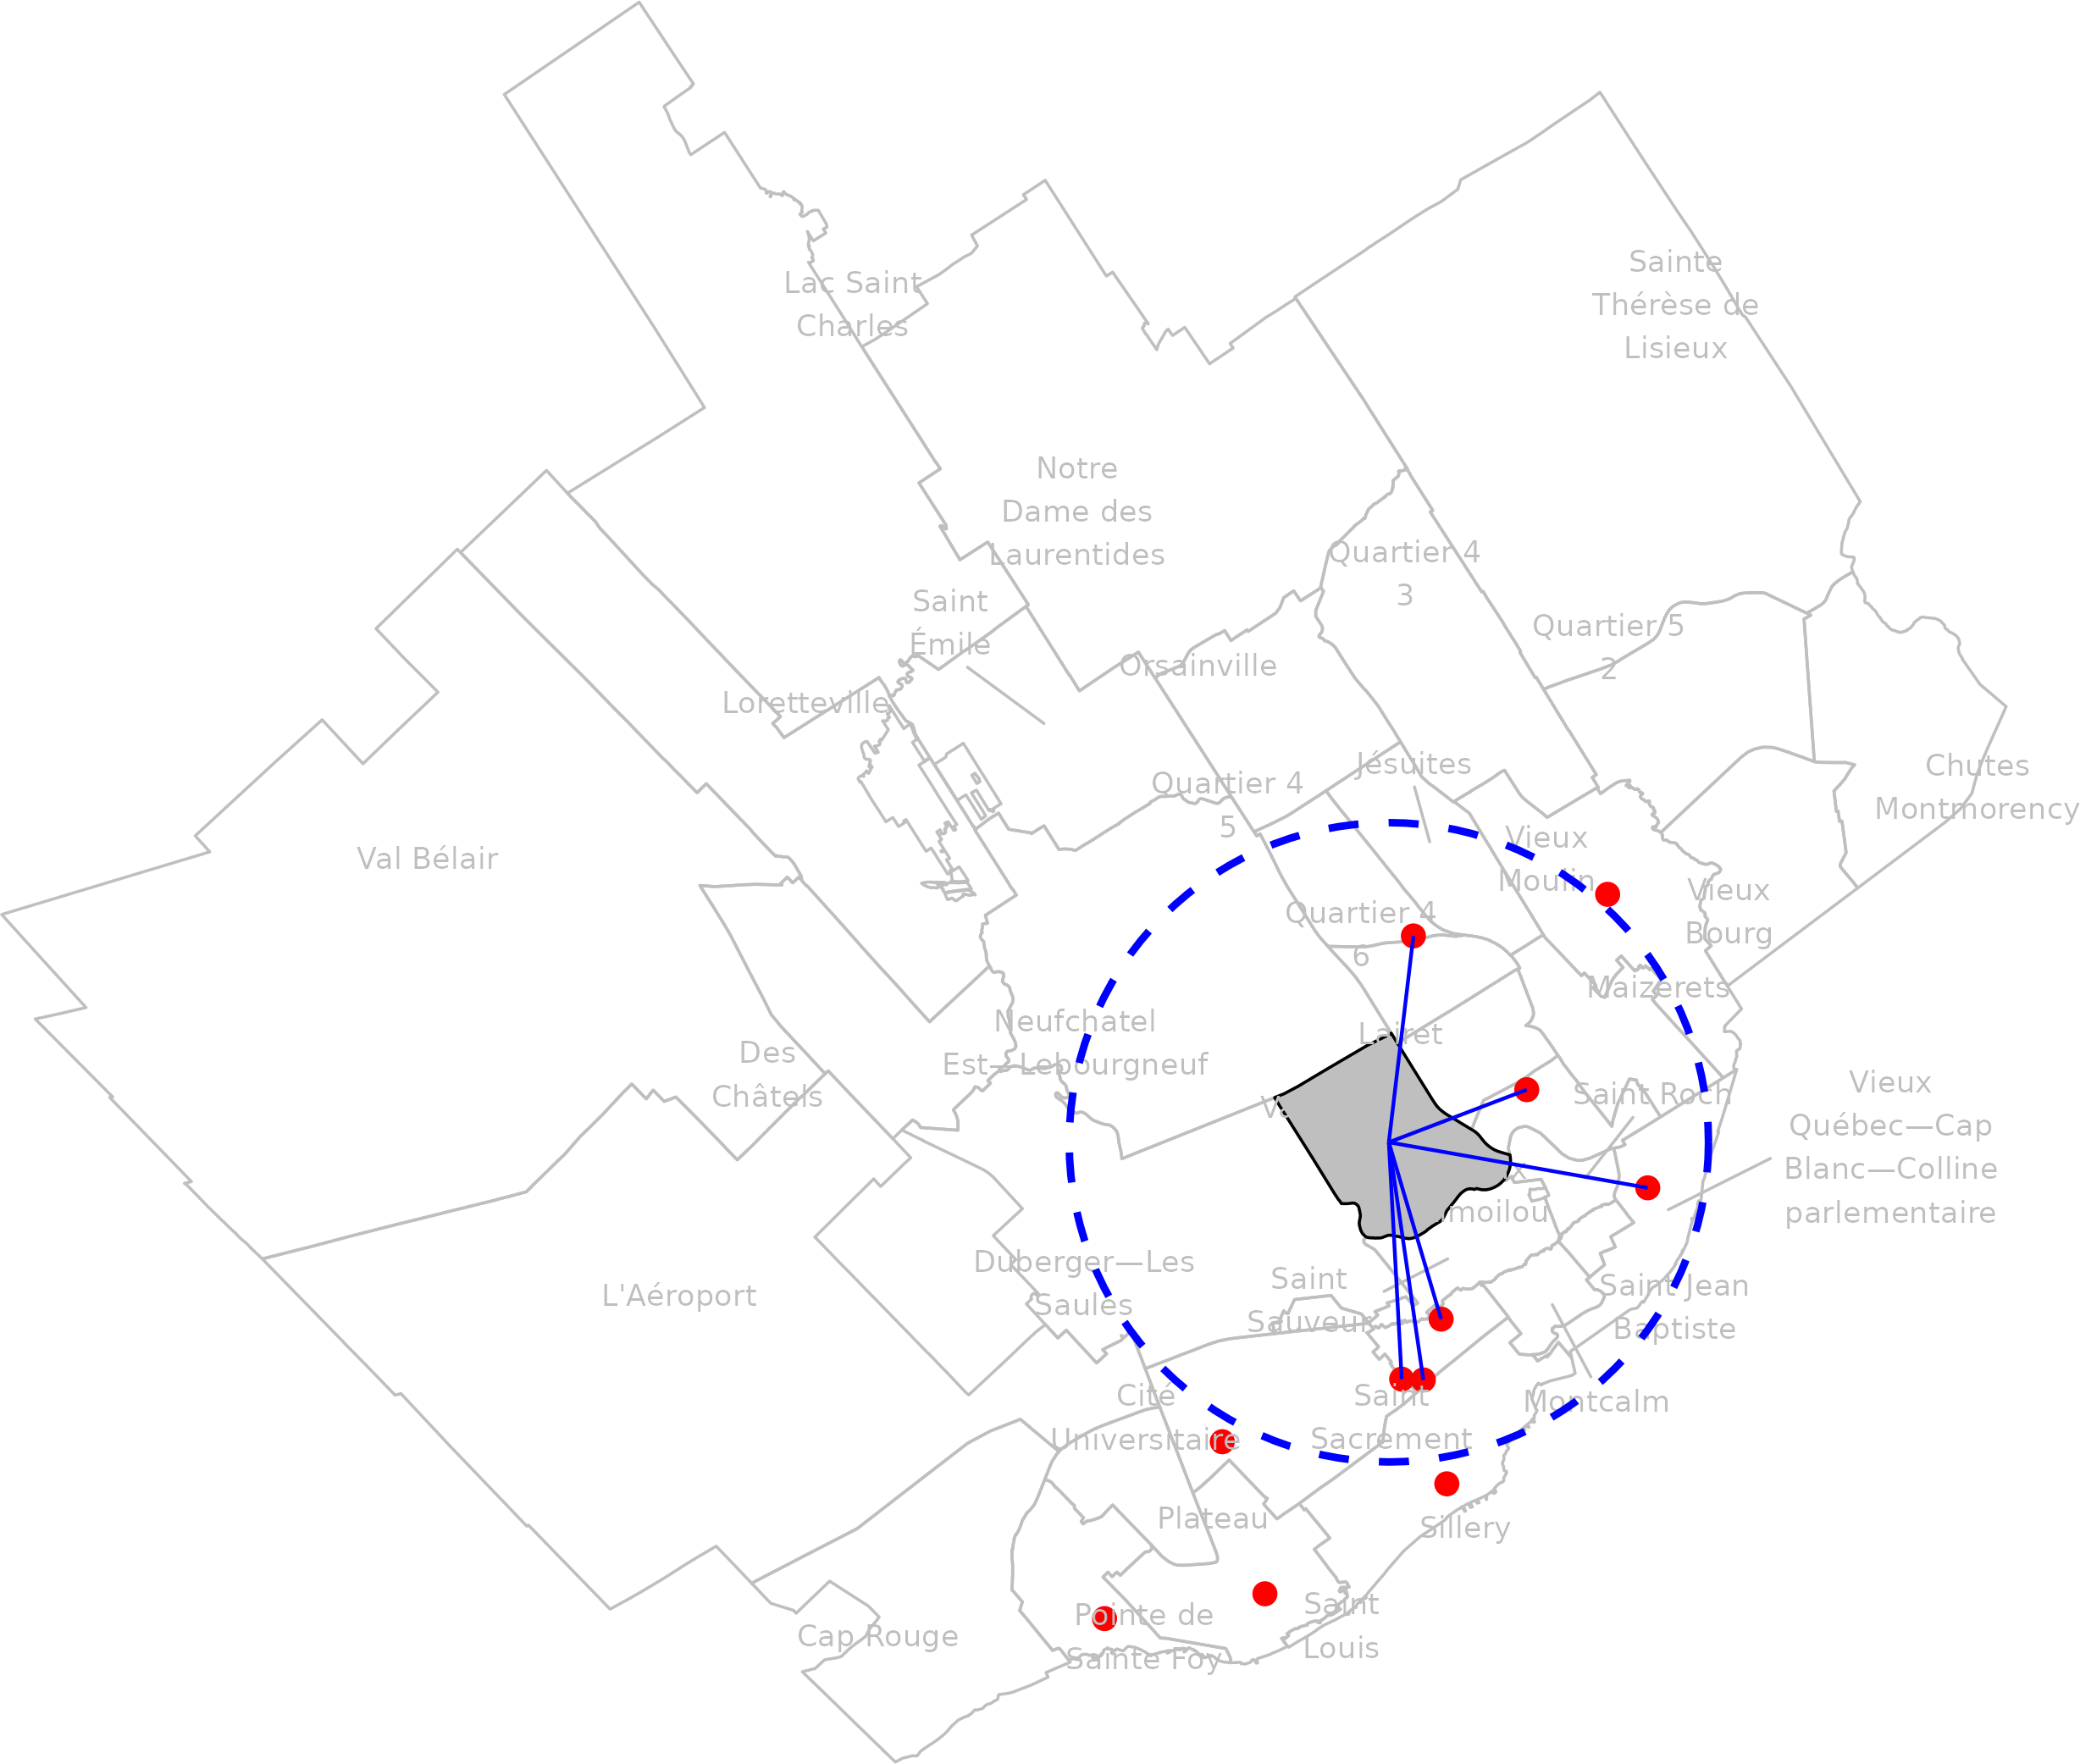 Sainte
Thérèse de
Lisieux
Lac Saint
Charles
Notre
Dame des
Laurentides
Quartier 4
3
Saint
Émile
Quartier 5
2
Orsainville
Loretteville
Jésuites
Quartier 4
5
Chutes
Montmorency
Vieux
Moulin
Val Bélair
Vieux
Bourg
Quartier 4
6
Maizerets
Neufchatel
Est—Lebourgneuf
Lairet
Des
Châtels
Saint Roch
Vieux
Québec—Cap
Blanc—Colline
parlementaire
moilou
Duberger—Les
Saules
Saint
Sauveur
L'Aéroport
Saint Jean
Baptiste
Cité
Universitaire
Saint
Sacrement
Montcalm
Plateau
Sillery
Pointe de
Sainte Foy
Saint
Louis
Cap Rouge